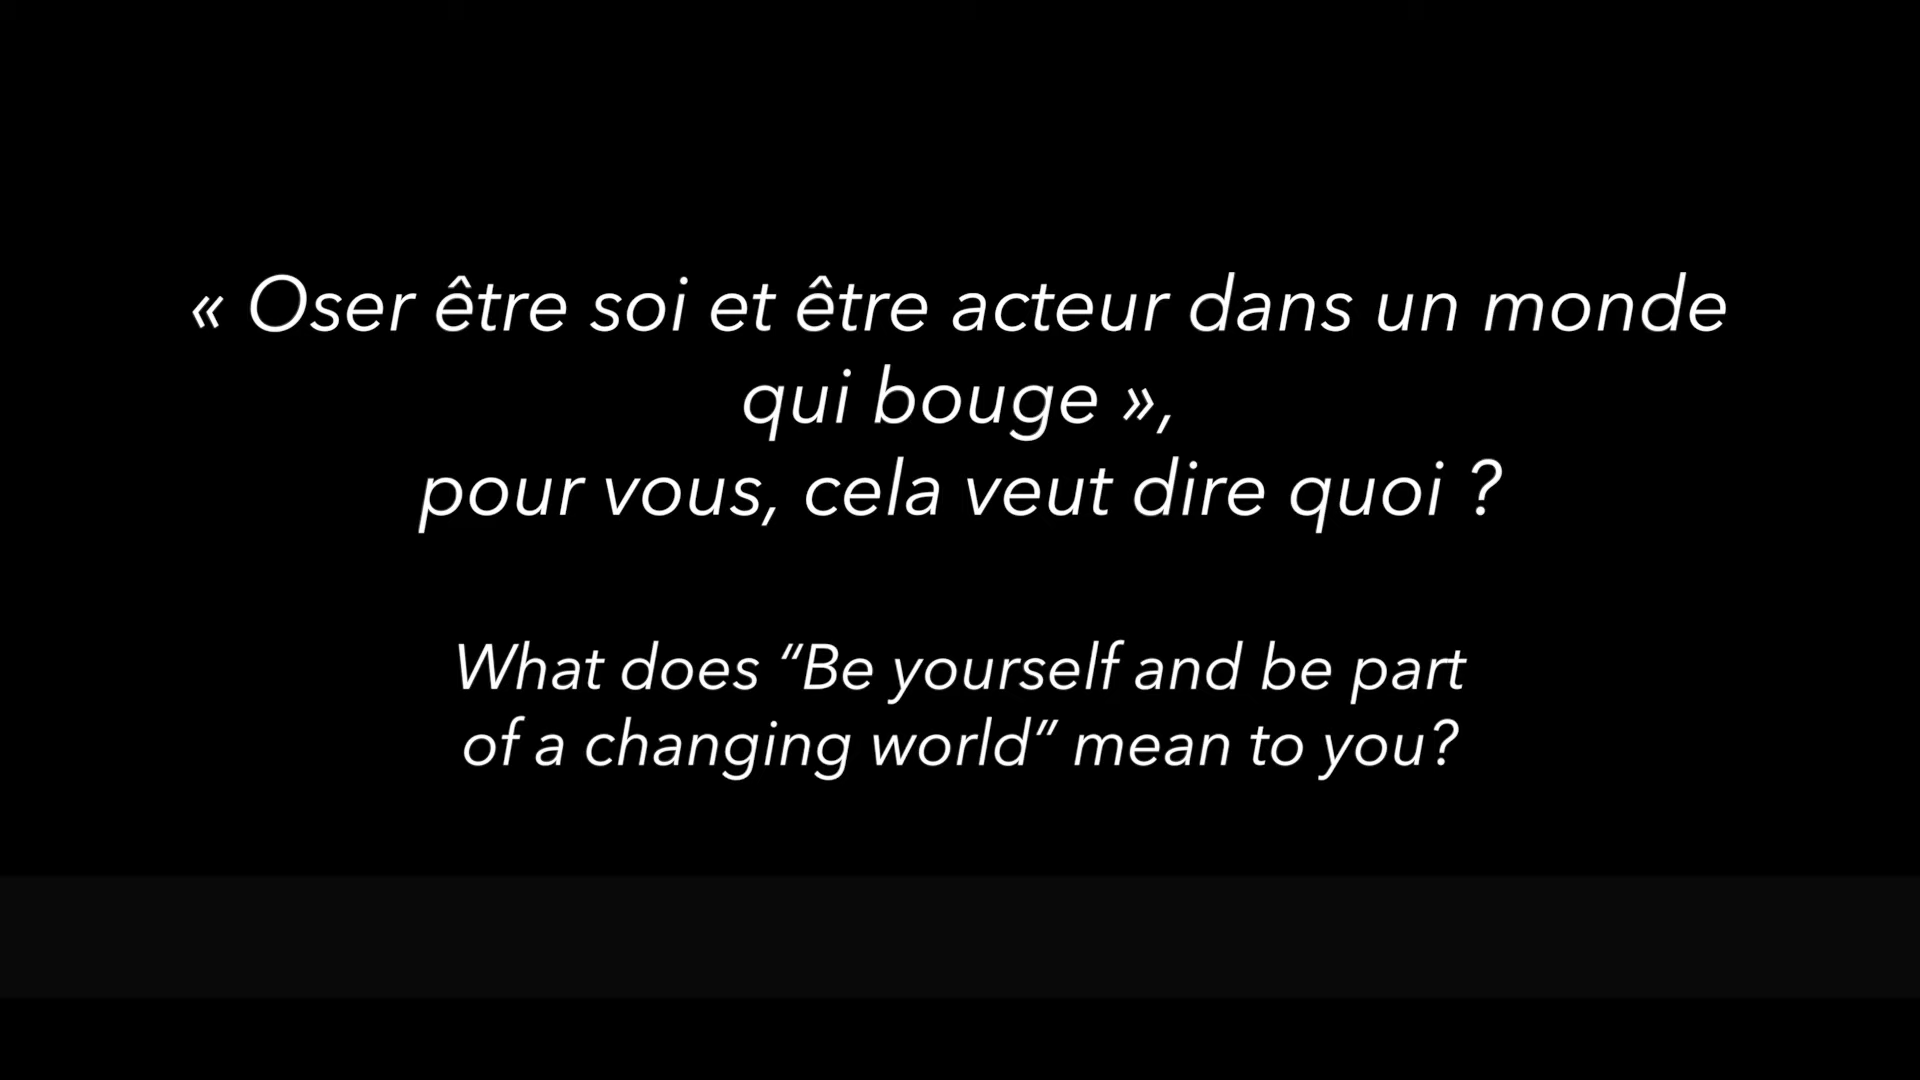 « Oser être soi et être acteur dans un monde
qui bouge »,
pour vous, cela veut dire quoi ?
What does “Be yourself and be part
of a changing world” mean to you?